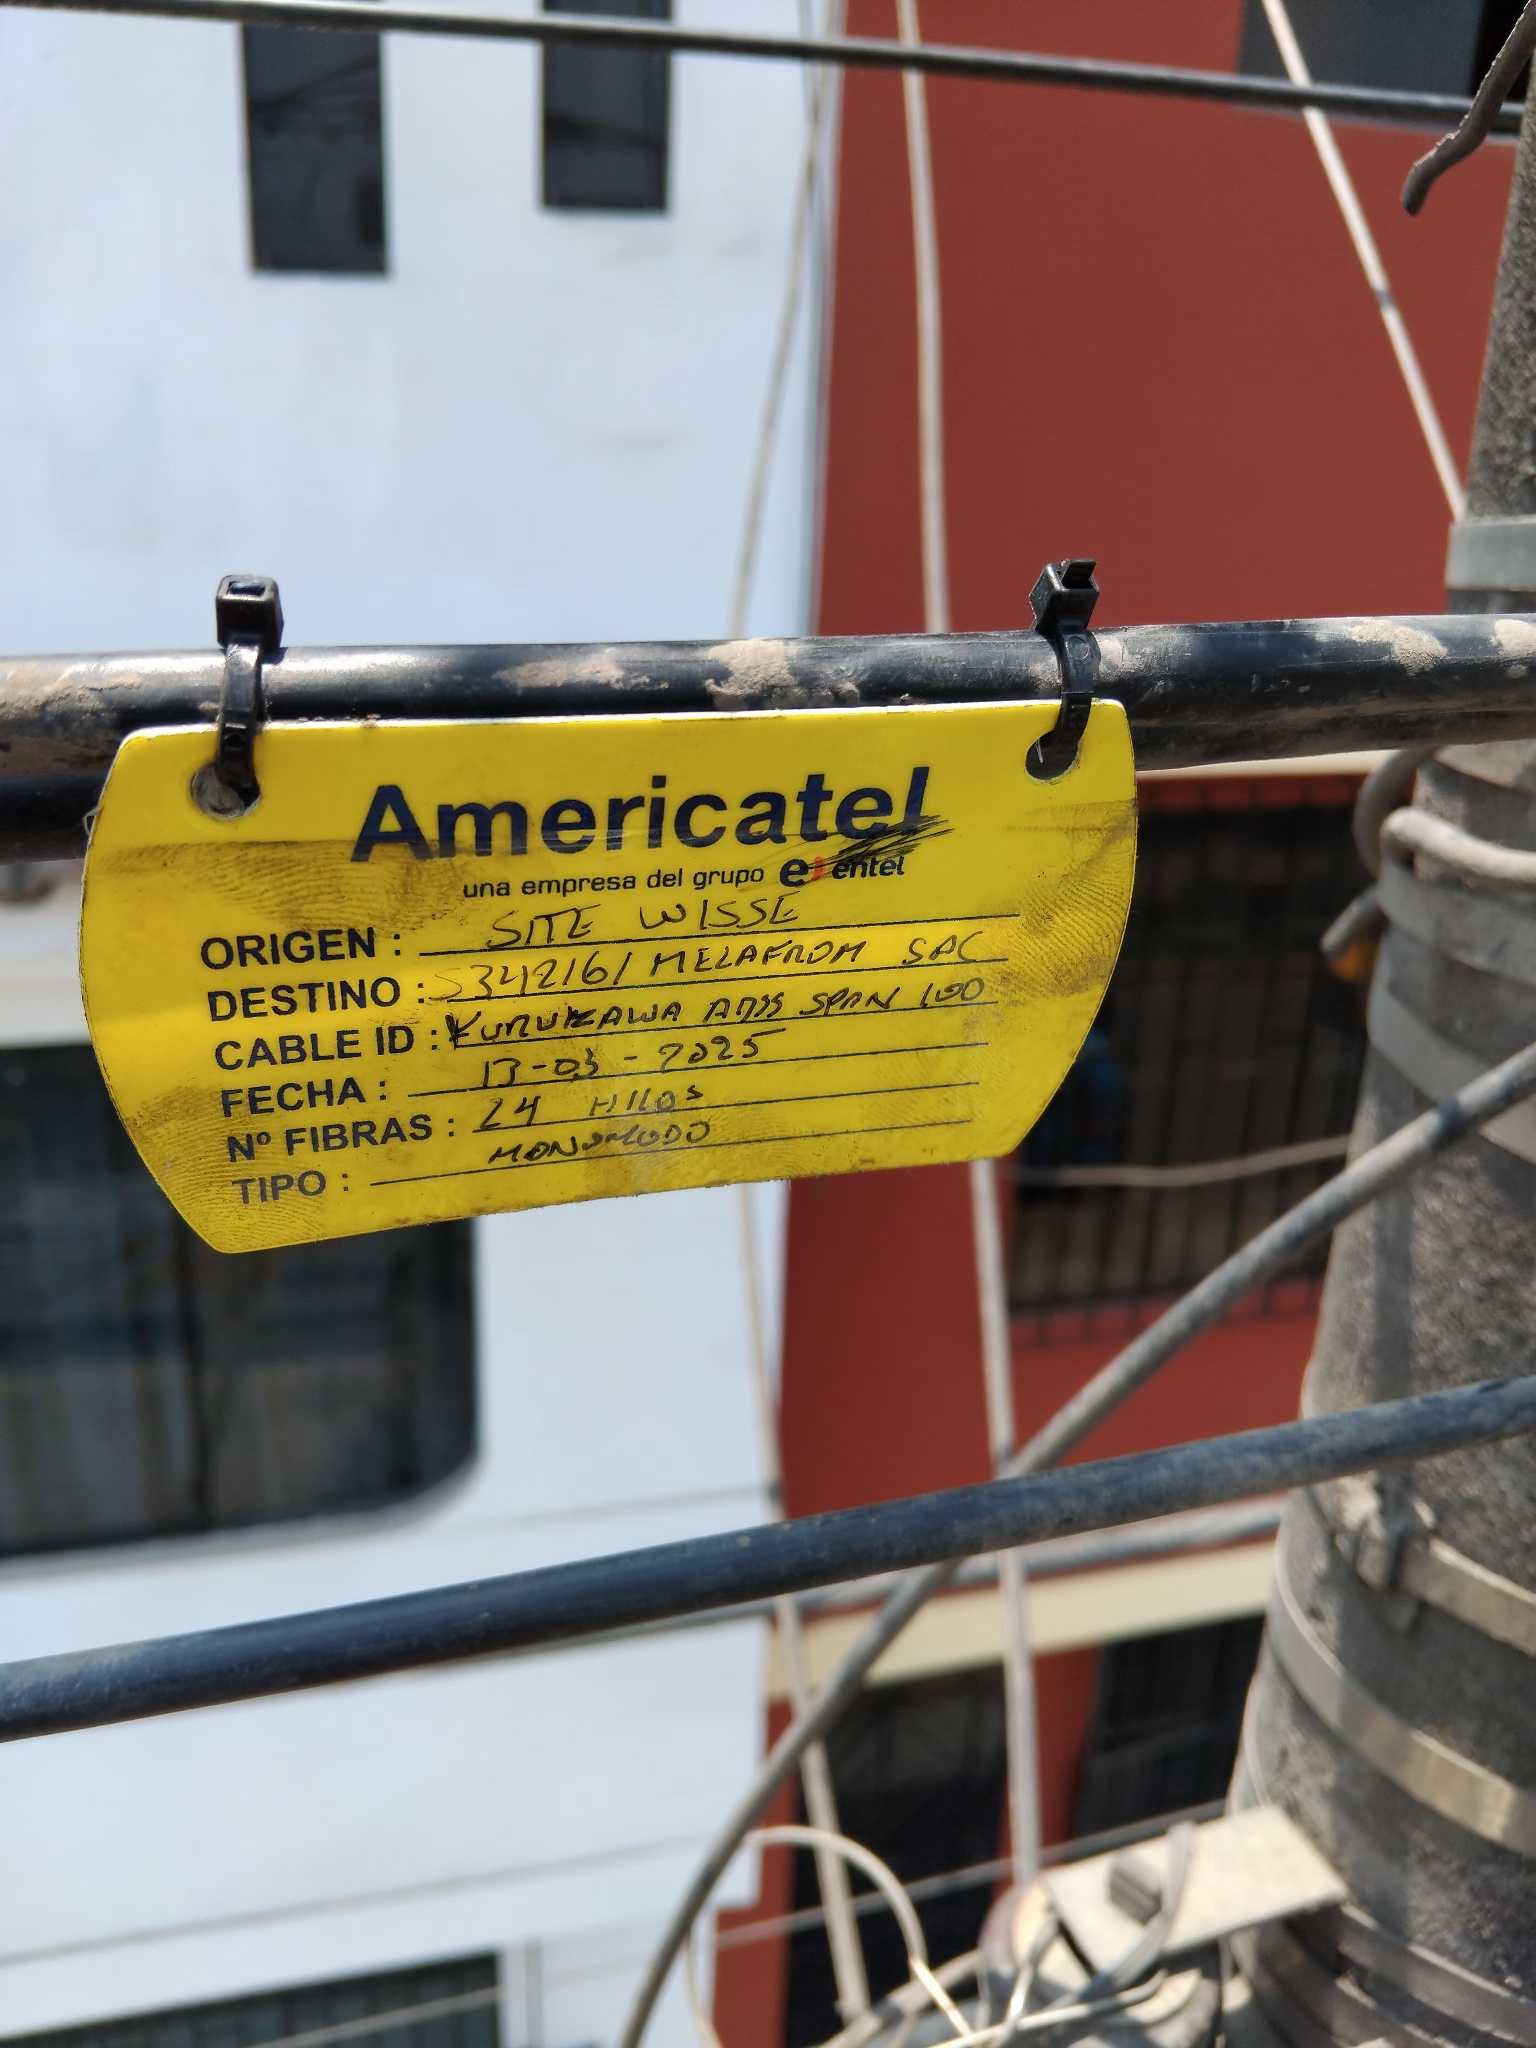 Americatel
una empresa del grupo e) entel
ORIGEN : SITE WISSE
DESTINO : S342161 MELAFROM SAC
CABLE ID : FURUKAWA ADSS SPAN 100
FECHA : 13-03-2025
Nº FIBRAS : 24 HILOS
TIPO : MONOMODO